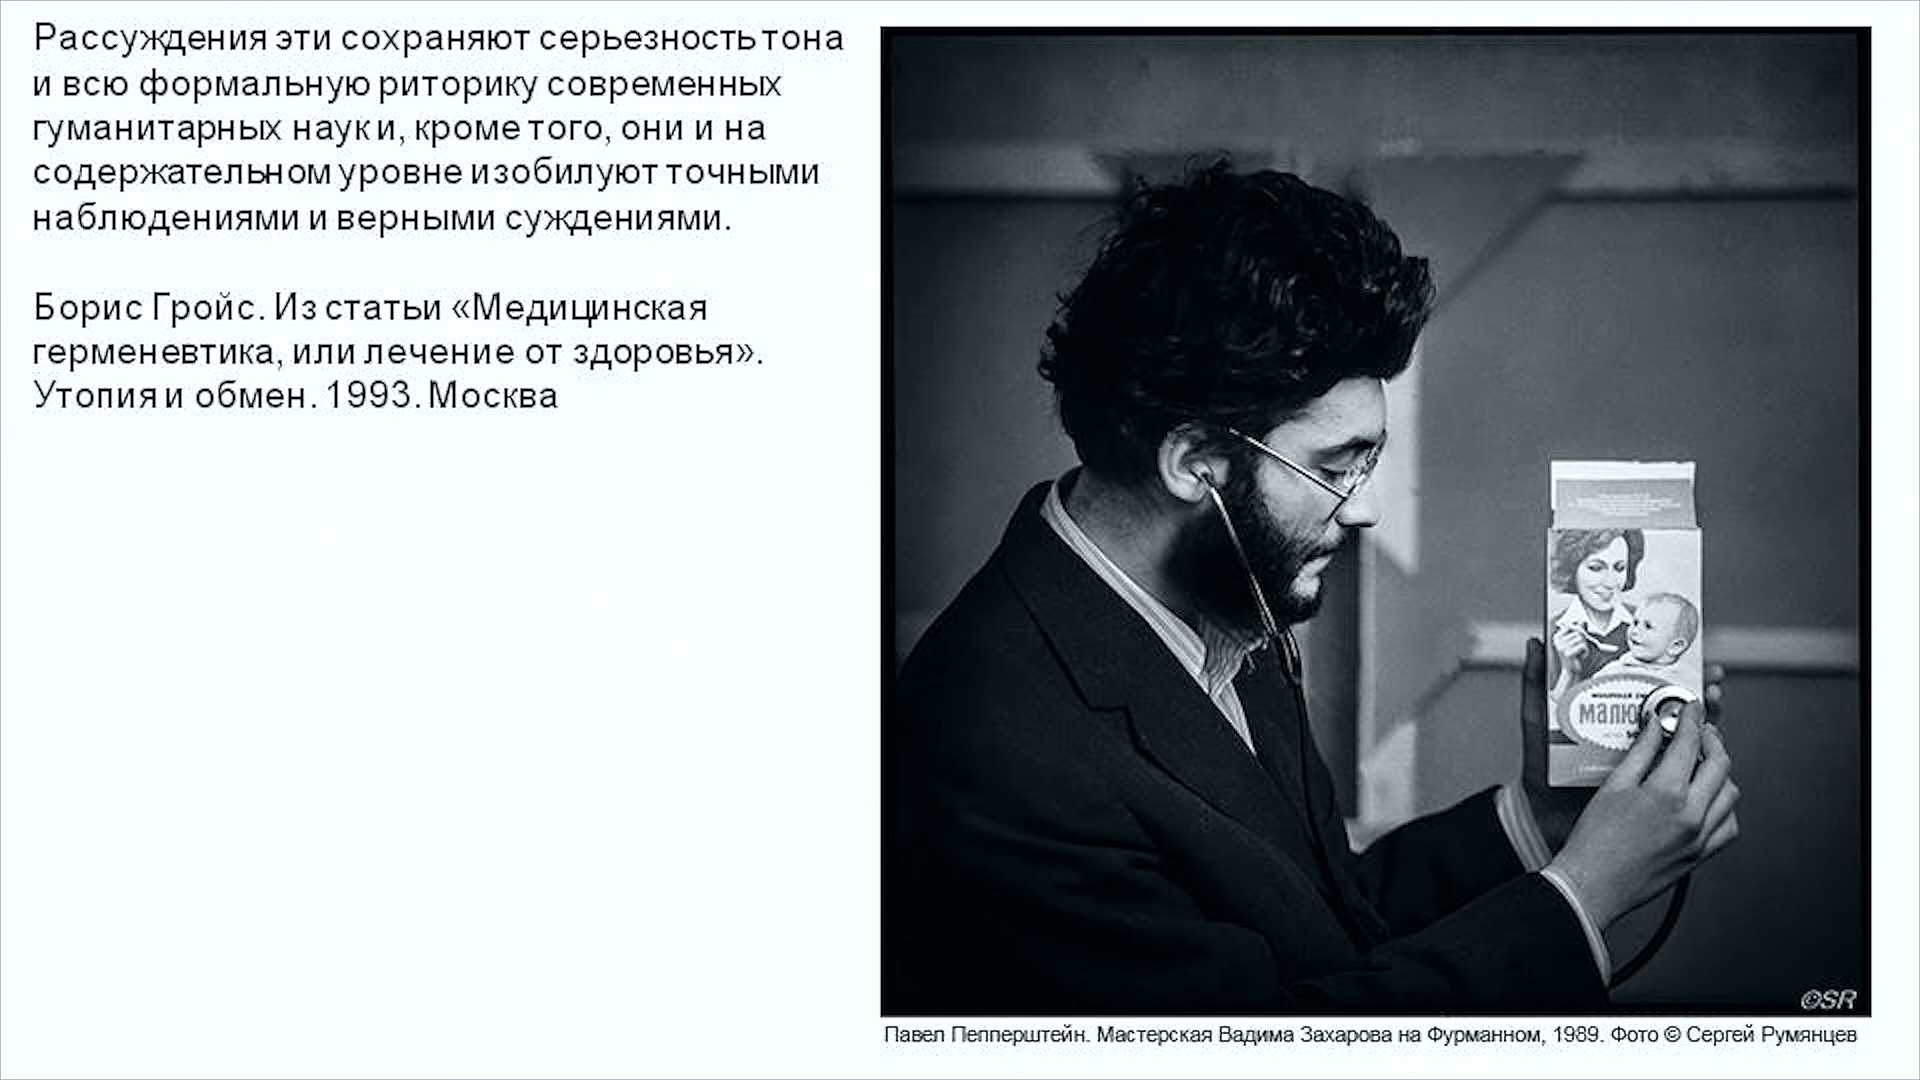 Рассуждения эти сохраняют серьезность тона
и всю формальную риторику современных
гуманитарных наук и, кроме того, они и на
содержательном уровне изобилуют точными
наблюдениями и верными суждениями.
Борис Гройс. Из статьи «Медицинская
герменевтика, или лечение от здоровья».
Утопия и обмен. 1993. Москва
малю
©SR
Павел Пепперштейн. Мастерская Вадима Захарова на Фурманном, 1989. Фото © Сергей Румянцев